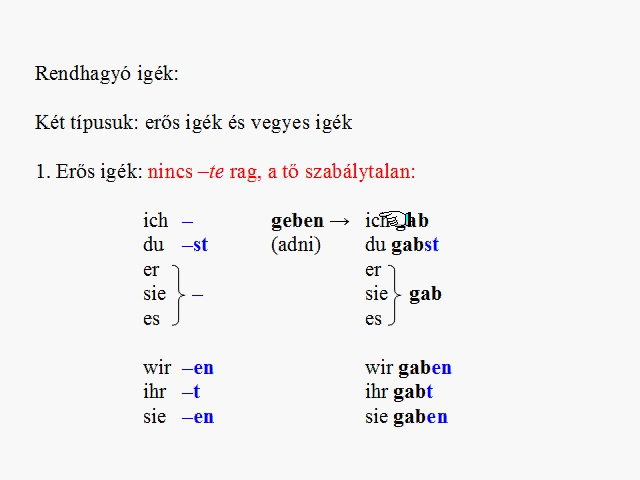 Rendhagyó igék:
Két típusuk: erős igék és vegyes igék
1. Erős igék: nincs –te rag, a tő szabálytalan:
ich – geben → ich gab
du –st (adni) du gabst
er er
sie – sie gab
es es
wir –en wir gaben
ihr –t ihr gabt
sie –en sie gaben